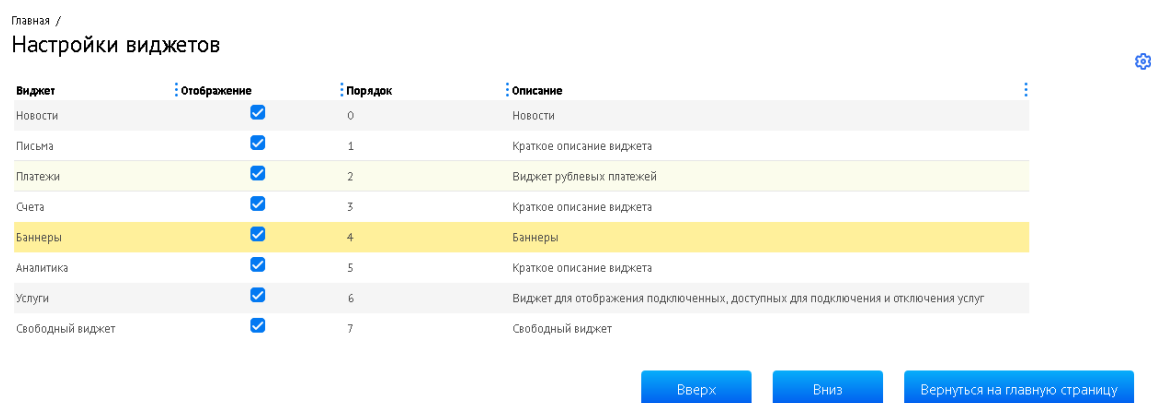 Главная /
Настройки виджетов
Виджет Отображение Порядок Описание
Новости 0 Новости
Письма 1 Краткое описание виджета
Платежи 2 Виджет рублевых платежей
Счета 3 Краткое описание виджета
Баннеры 4 Баннеры
Аналитика 5 Краткое описание виджета
Услуги 6 Виджет для отображения подключенных, доступных для подключения и отключения услуг
Свободный виджет 7 Свободный виджет
Вверх Вниз Вернуться на главную страницу